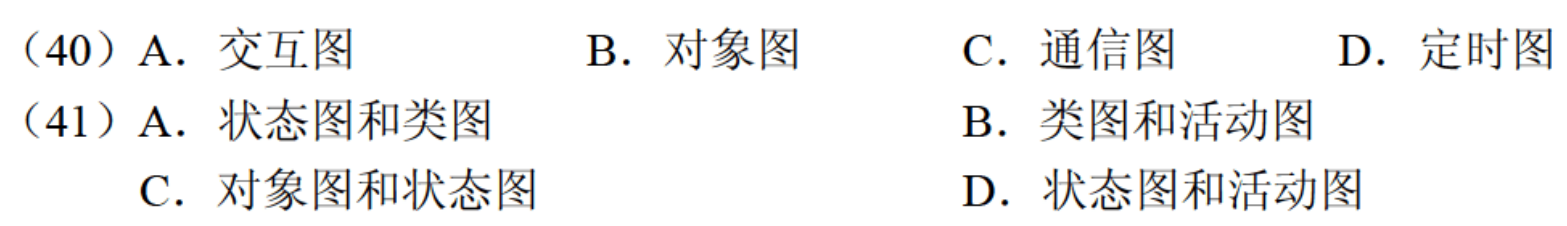 （40）A．交互图 B．对象图 C．通信图 D．定时图
（41）A．状态图和类图 B．类图和活动图
C．对象图和状态图 D．状态图和活动图